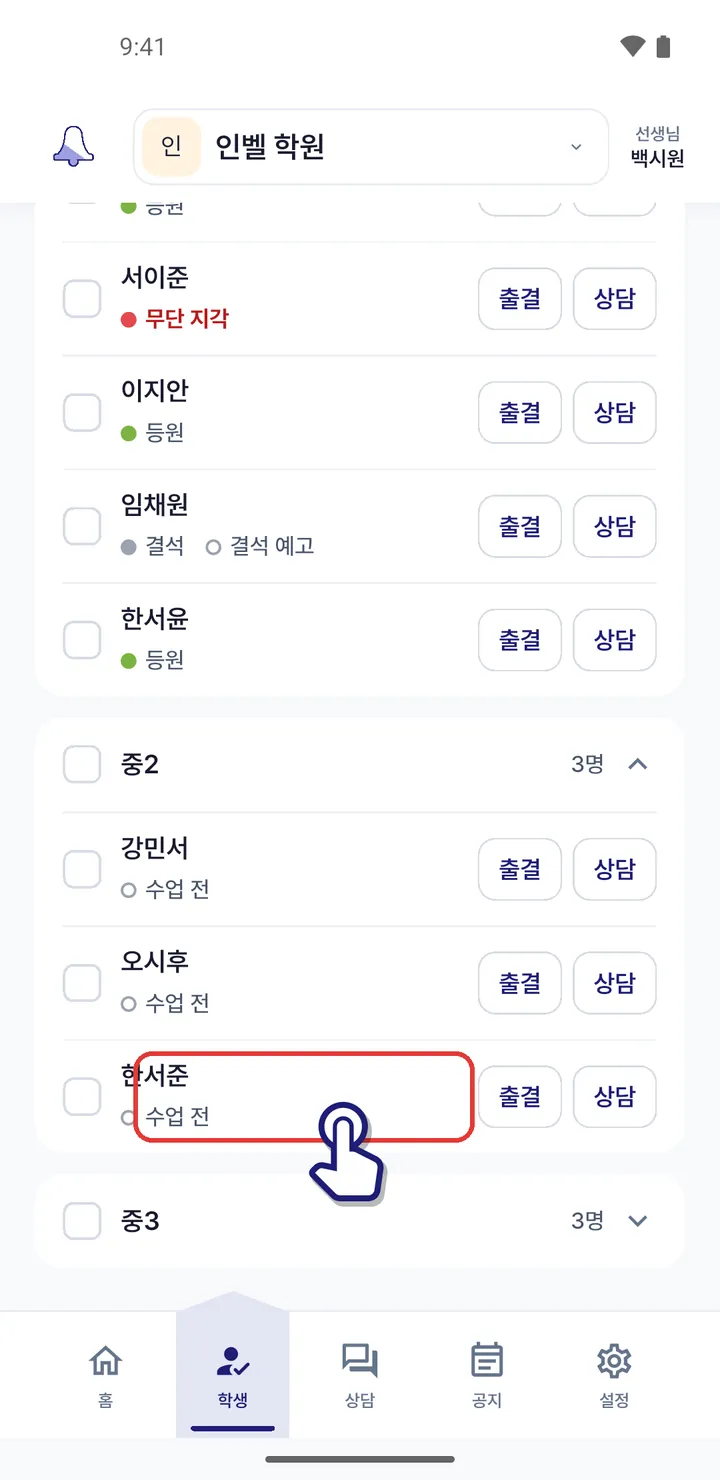 9:41
인 인벨 학원
선생님
백시원
등원
서이준
무단 지각
출결 상담
이지안
등원
출결 상담
임채원
결석 결석 예고
출결 상담
한서윤
등원
출결 상담
중2 3명
강민서
수업 전
출결 상담
오시후
수업 전
출결 상담
한서준
수업 전
출결 상담
중3 3명
홈 학생 상담 공지 설정